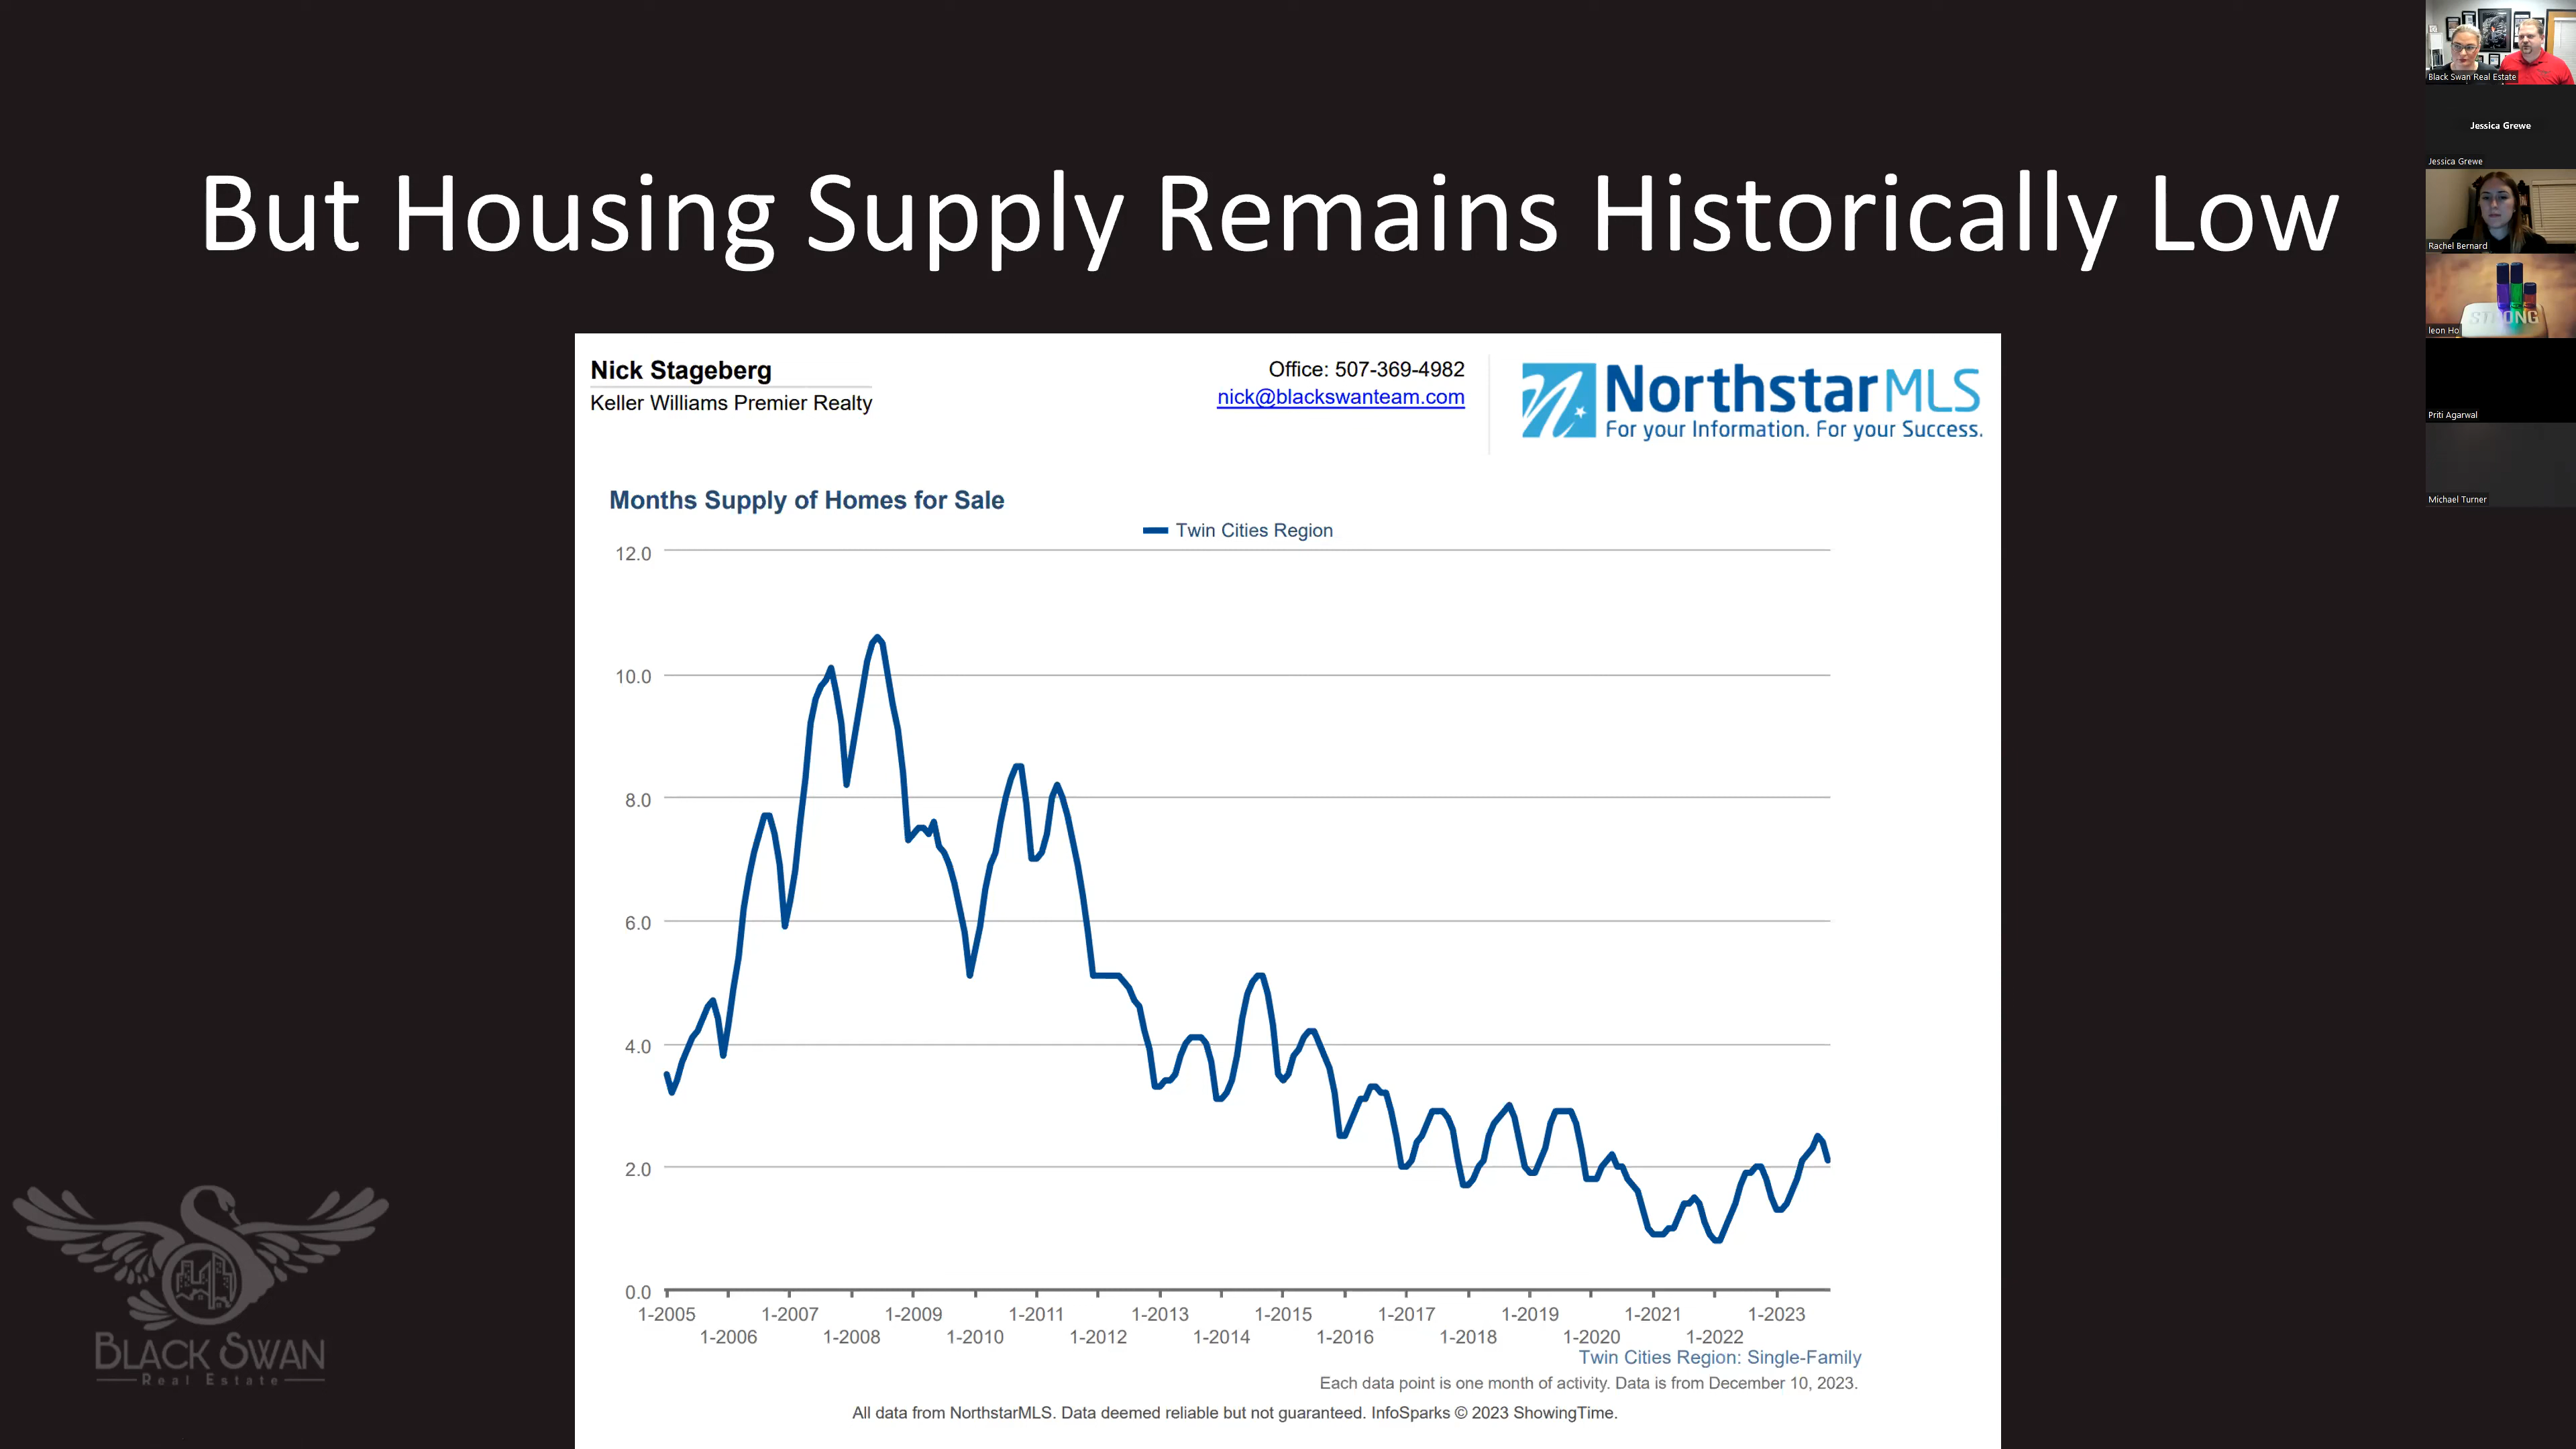 But Housing Supply Remains Historically Low
Nick Stageberg
Keller Williams Premier Realty
Office: 507-369-4982
nick@blackswanteam.com
NorthstarMLS
For your Information. For your Success.
Months Supply of Homes for Sale
Twin Cities Region
12.0
10.0
8.0
6.0
4.0
2.0
0.0
1-2005 1-2007 1-2009 1-2011 1-2013 1-2015 1-2017 1-2019 1-2021 1-2023
1-2006 1-2008 1-2010 1-2012 1-2014 1-2016 1-2018 1-2020 1-2022
Twin Cities Region: Single-Family
Each data point is one month of activity. Data is from December 10, 2023.
All data from NorthstarMLS. Data deemed reliable but not guaranteed. InfoSparks © 2023 ShowingTime.
BLACK SWAN
Real Estate
Black Swan Real Estate
Jessica Grewe
Jessica Grewe
Rachel Bernard
STRONG
leon Ho
Priti Agarwal
Michael Turner